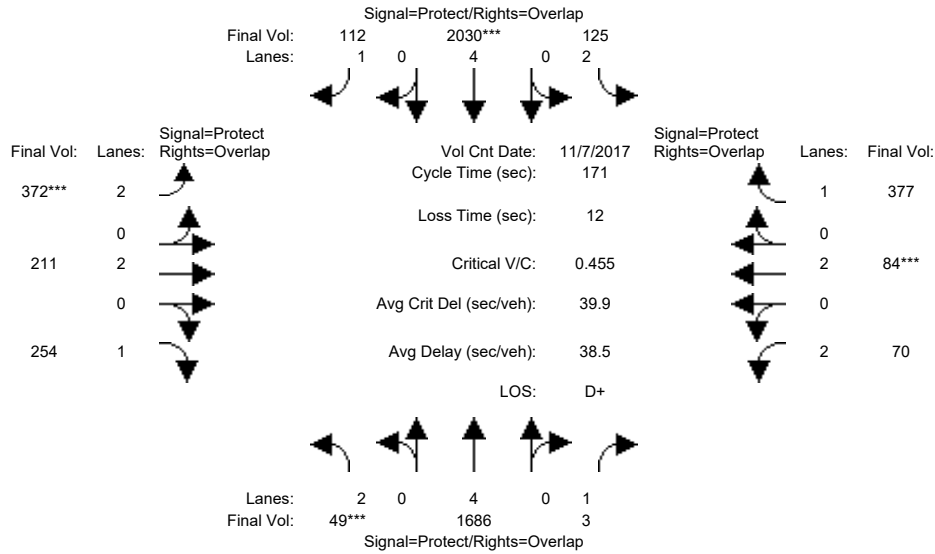 Signal=Protect/Rights=Overlap
Final Vol: 112 2030*** 125
Lanes: 1 0 4 0 2
Signal=Protect Signal=Protect
Final Vol: Lanes: Rights=Overlap Vol Cnt Date: 11/7/2017 Rights=Overlap Lanes: Final Vol:
Cycle Time (sec): 171
372*** 2 1 377
Loss Time (sec): 12
0 0
211 2 Critical V/C: 0.455 2 84***
0 Avg Crit Del (sec/veh): 39.9 0
254 1 Avg Delay (sec/veh): 38.5 2 70
LOS: D+
Lanes: 2 0 4 0 1
Final Vol: 49*** 1686 3
Signal=Protect/Rights=Overlap